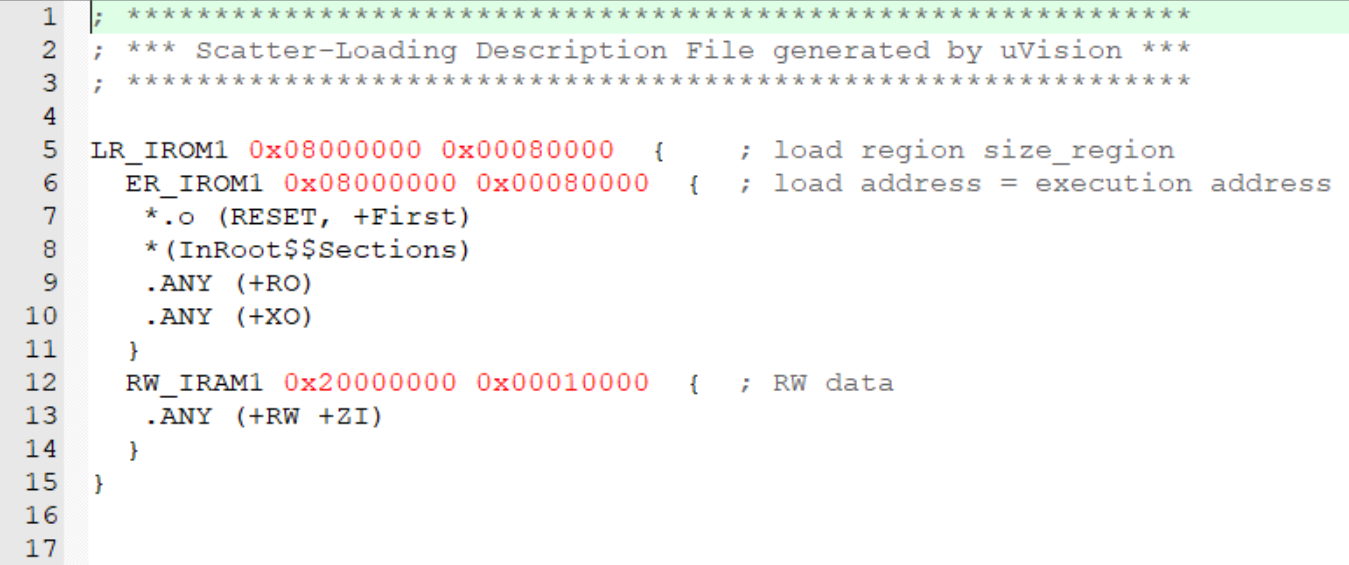 1 ; *************************************************************
2 ; *** Scatter-Loading Description File generated by uVision ***
3 ; *************************************************************
4
5 LR_IROM1 0x08000000 0x00080000 { ; load region size_region
6 ER_IROM1 0x08000000 0x00080000 { ; load address = execution address
7 *.o (RESET, +First)
8 *(InRoot$$Sections)
9 .ANY (+RO)
10 .ANY (+XO)
11 }
12 RW_IRAM1 0x20000000 0x00010000 { ; RW data
13 .ANY (+RW +ZI)
14 }
15 }
16
17